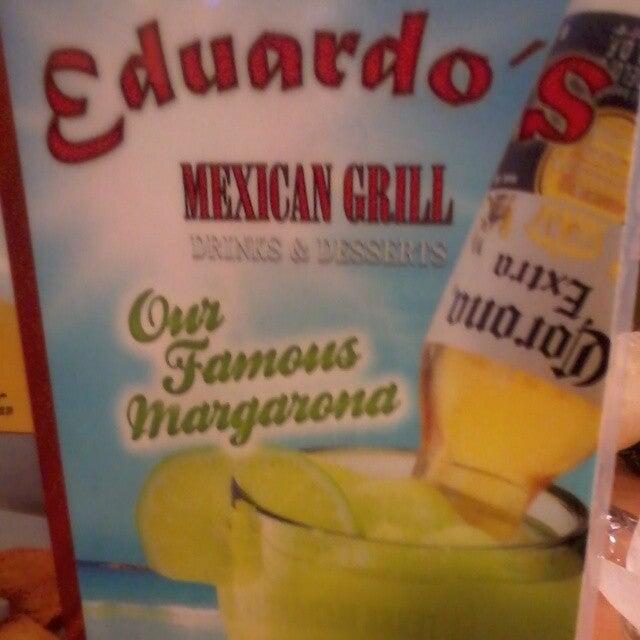 Eduardo's
MEXICAN GRILL
DRINKS & DESSERTS
Our
Famous
Margarona
Corona
Extra